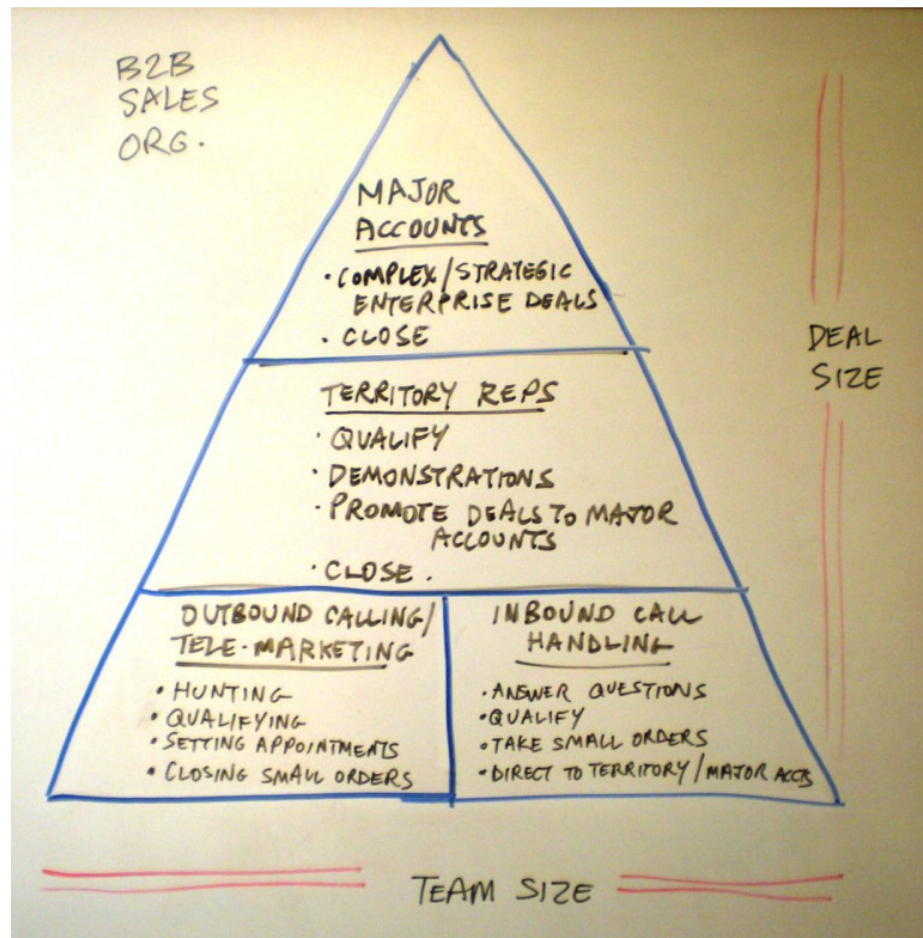 B2B
SALES
ORG.
MAJOR
ACCOUNTS
• COMPLEX/STRATEGIC
ENTERPRISE DEALS
• CLOSE
DEAL
SIZE
TERRITORY REPS
• QUALIFY
• DEMONSTRATIONS
• PROMOTE DEALS TO MAJOR
ACCOUNTS
• CLOSE.
OUTBOUND CALLING/
TELE-MARKETING
• HUNTING
• QUALIFYING
• SETTING APPOINTMENTS
• CLOSING SMALL ORDERS
INBOUND CALL
HANDLING
• ANSWER QUESTIONS
• QUALIFY
• TAKE SMALL ORDERS
• DIRECT TO TERRITORY/MAJOR ACCTS
TEAM SIZE